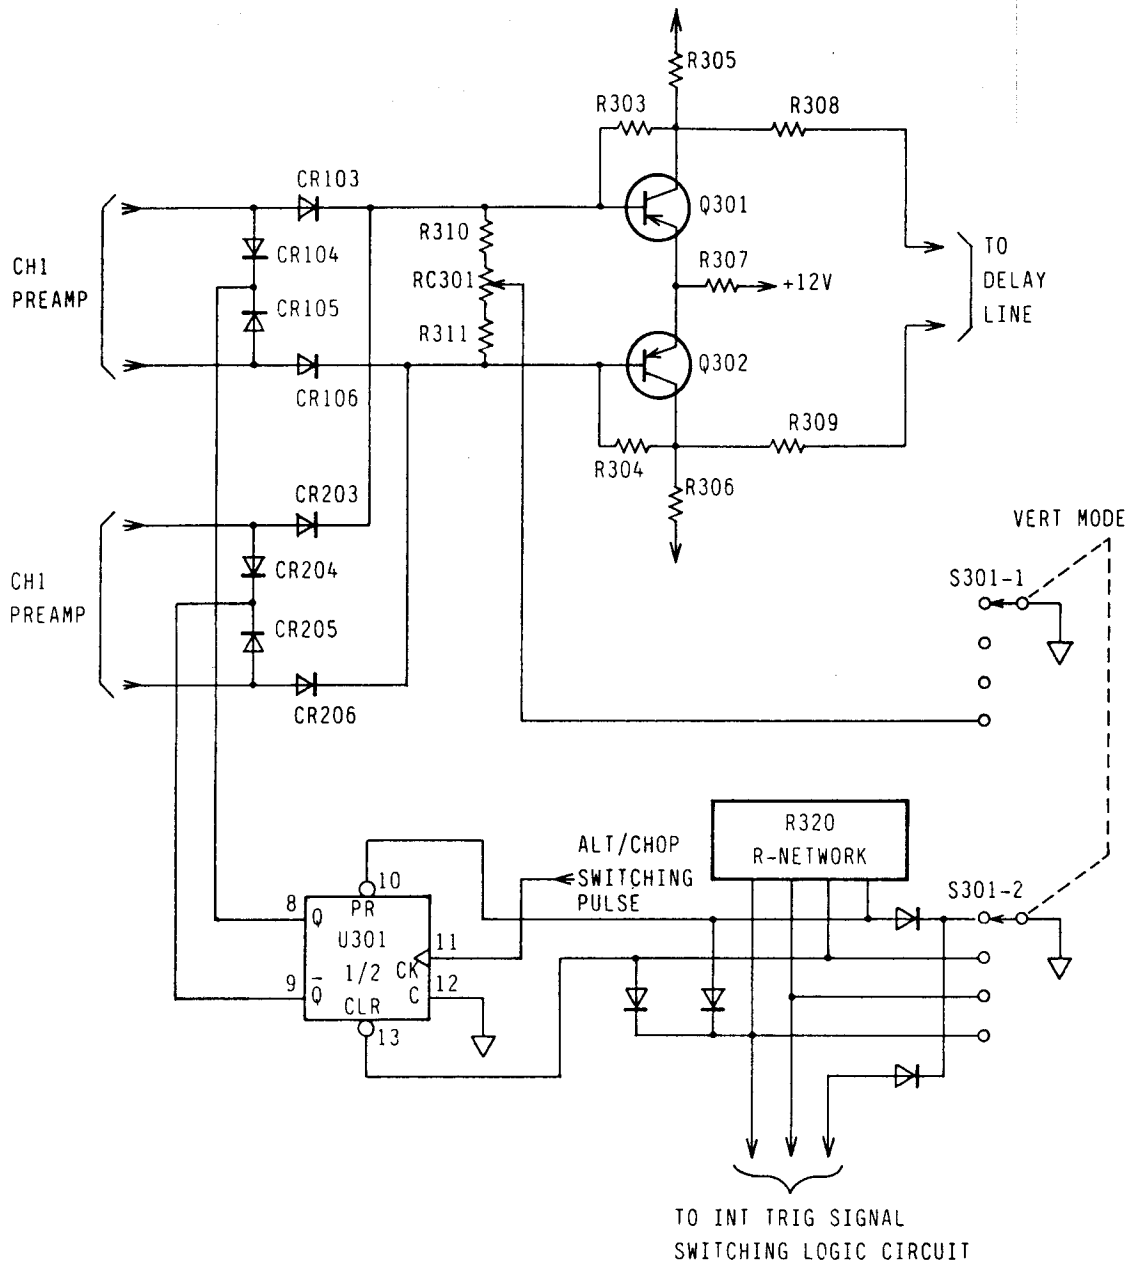 R305
R303
R308
CR103
Q301
R310
CR104
CH1
PREAMP
RC301
R307
+12V
TO
DELAY
LINE
CR105
R311
Q302
CR106
R309
R304
R306
CR203
VERT MODE
CH1
PREAMP
CR204
S301-1
CR205
CR206
R320
R-NETWORK
ALT/CHOP
SWITCHING
PULSE
10
S301-2
8
Q
PR
U301
11
1/2
CK
9
Q̅
C
12
CLR
13
TO INT TRIG SIGNAL
SWITCHING LOGIC CIRCUIT